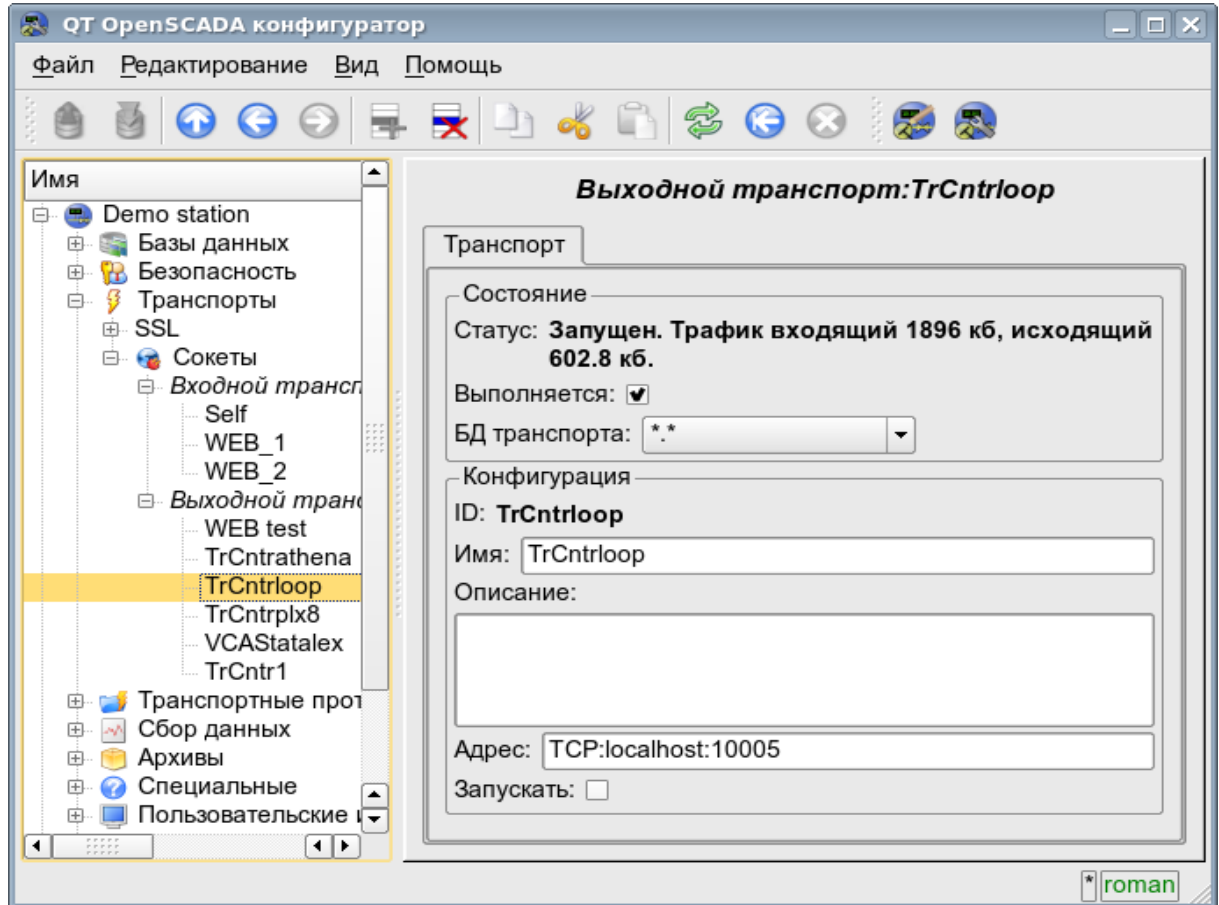 QT OpenSCADA конфигуратор
Файл Редактирование Вид Помощь
Имя
Demo station
Базы данных
Безопасность
Транспорты
SSL
Сокеты
Входной трансп
Self
WEB_1
WEB_2
Выходной тран
WEB test
TrCntrathena
TrCntrloop
TrCntrplx8
VCAStatalex
TrCntr1
Транспортные прот
Сбор данных
Архивы
Специальные
Пользовательские
Выходной транспорт:TrCntrloop
Транспорт
Состояние
Статус: Запущен. Трафик входящий 1896 кб, исходящий
602.8 кб.
Выполняется:
БД транспорта: *.*
Конфигурация
ID: TrCntrloop
Имя: TrCntrloop
Описание:
Адрес: TCP:localhost:10005
Запускать:
* roman